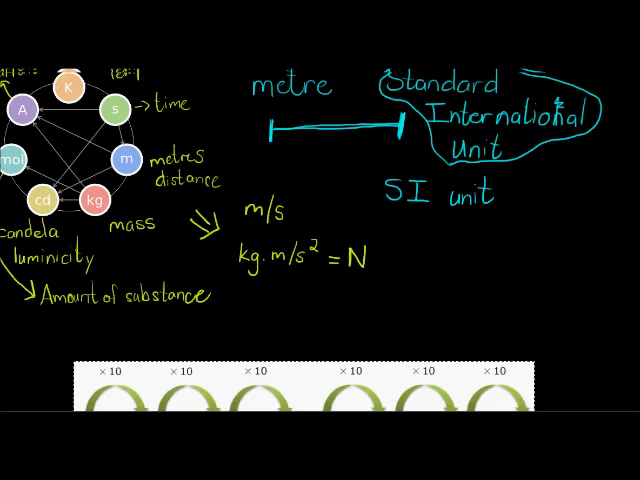 K
A
s
time
mol
m
metres
distance
cd
kg
candela
luminicity
mass
Amount of substance
metre
Standard
International
Unit
SI unit
m/s
kg.m/s² = N
× 10 × 10 × 10 × 10 × 10 × 10